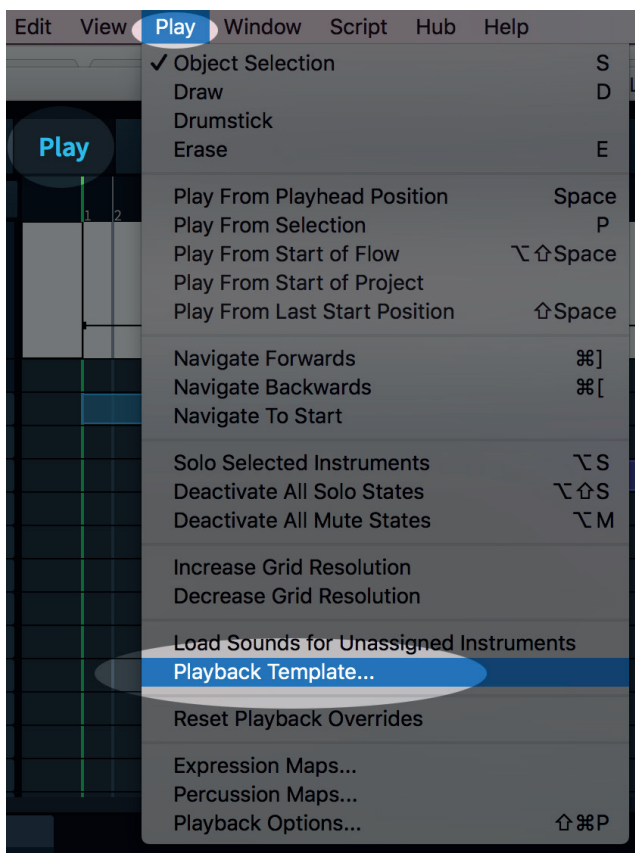 Edit View Play Window Script Hub Help
✓ Object Selection S
Draw D
Drumstick
Erase E
Play
Play From Playhead Position Space
1 2 Play From Selection P
Play From Start of Flow ⌥⇧Space
Play From Start of Project
Play From Last Start Position ⇧Space
Navigate Forwards ⌘]
Navigate Backwards ⌘[
Navigate To Start
Solo Selected Instruments ⌥S
Deactivate All Solo States ⌥⇧S
Deactivate All Mute States ⌥M
Increase Grid Resolution
Decrease Grid Resolution
Load Sounds for Unassigned Instruments
Playback Template...
Reset Playback Overrides
Expression Maps...
Percussion Maps...
Playback Options... ⇧⌘P